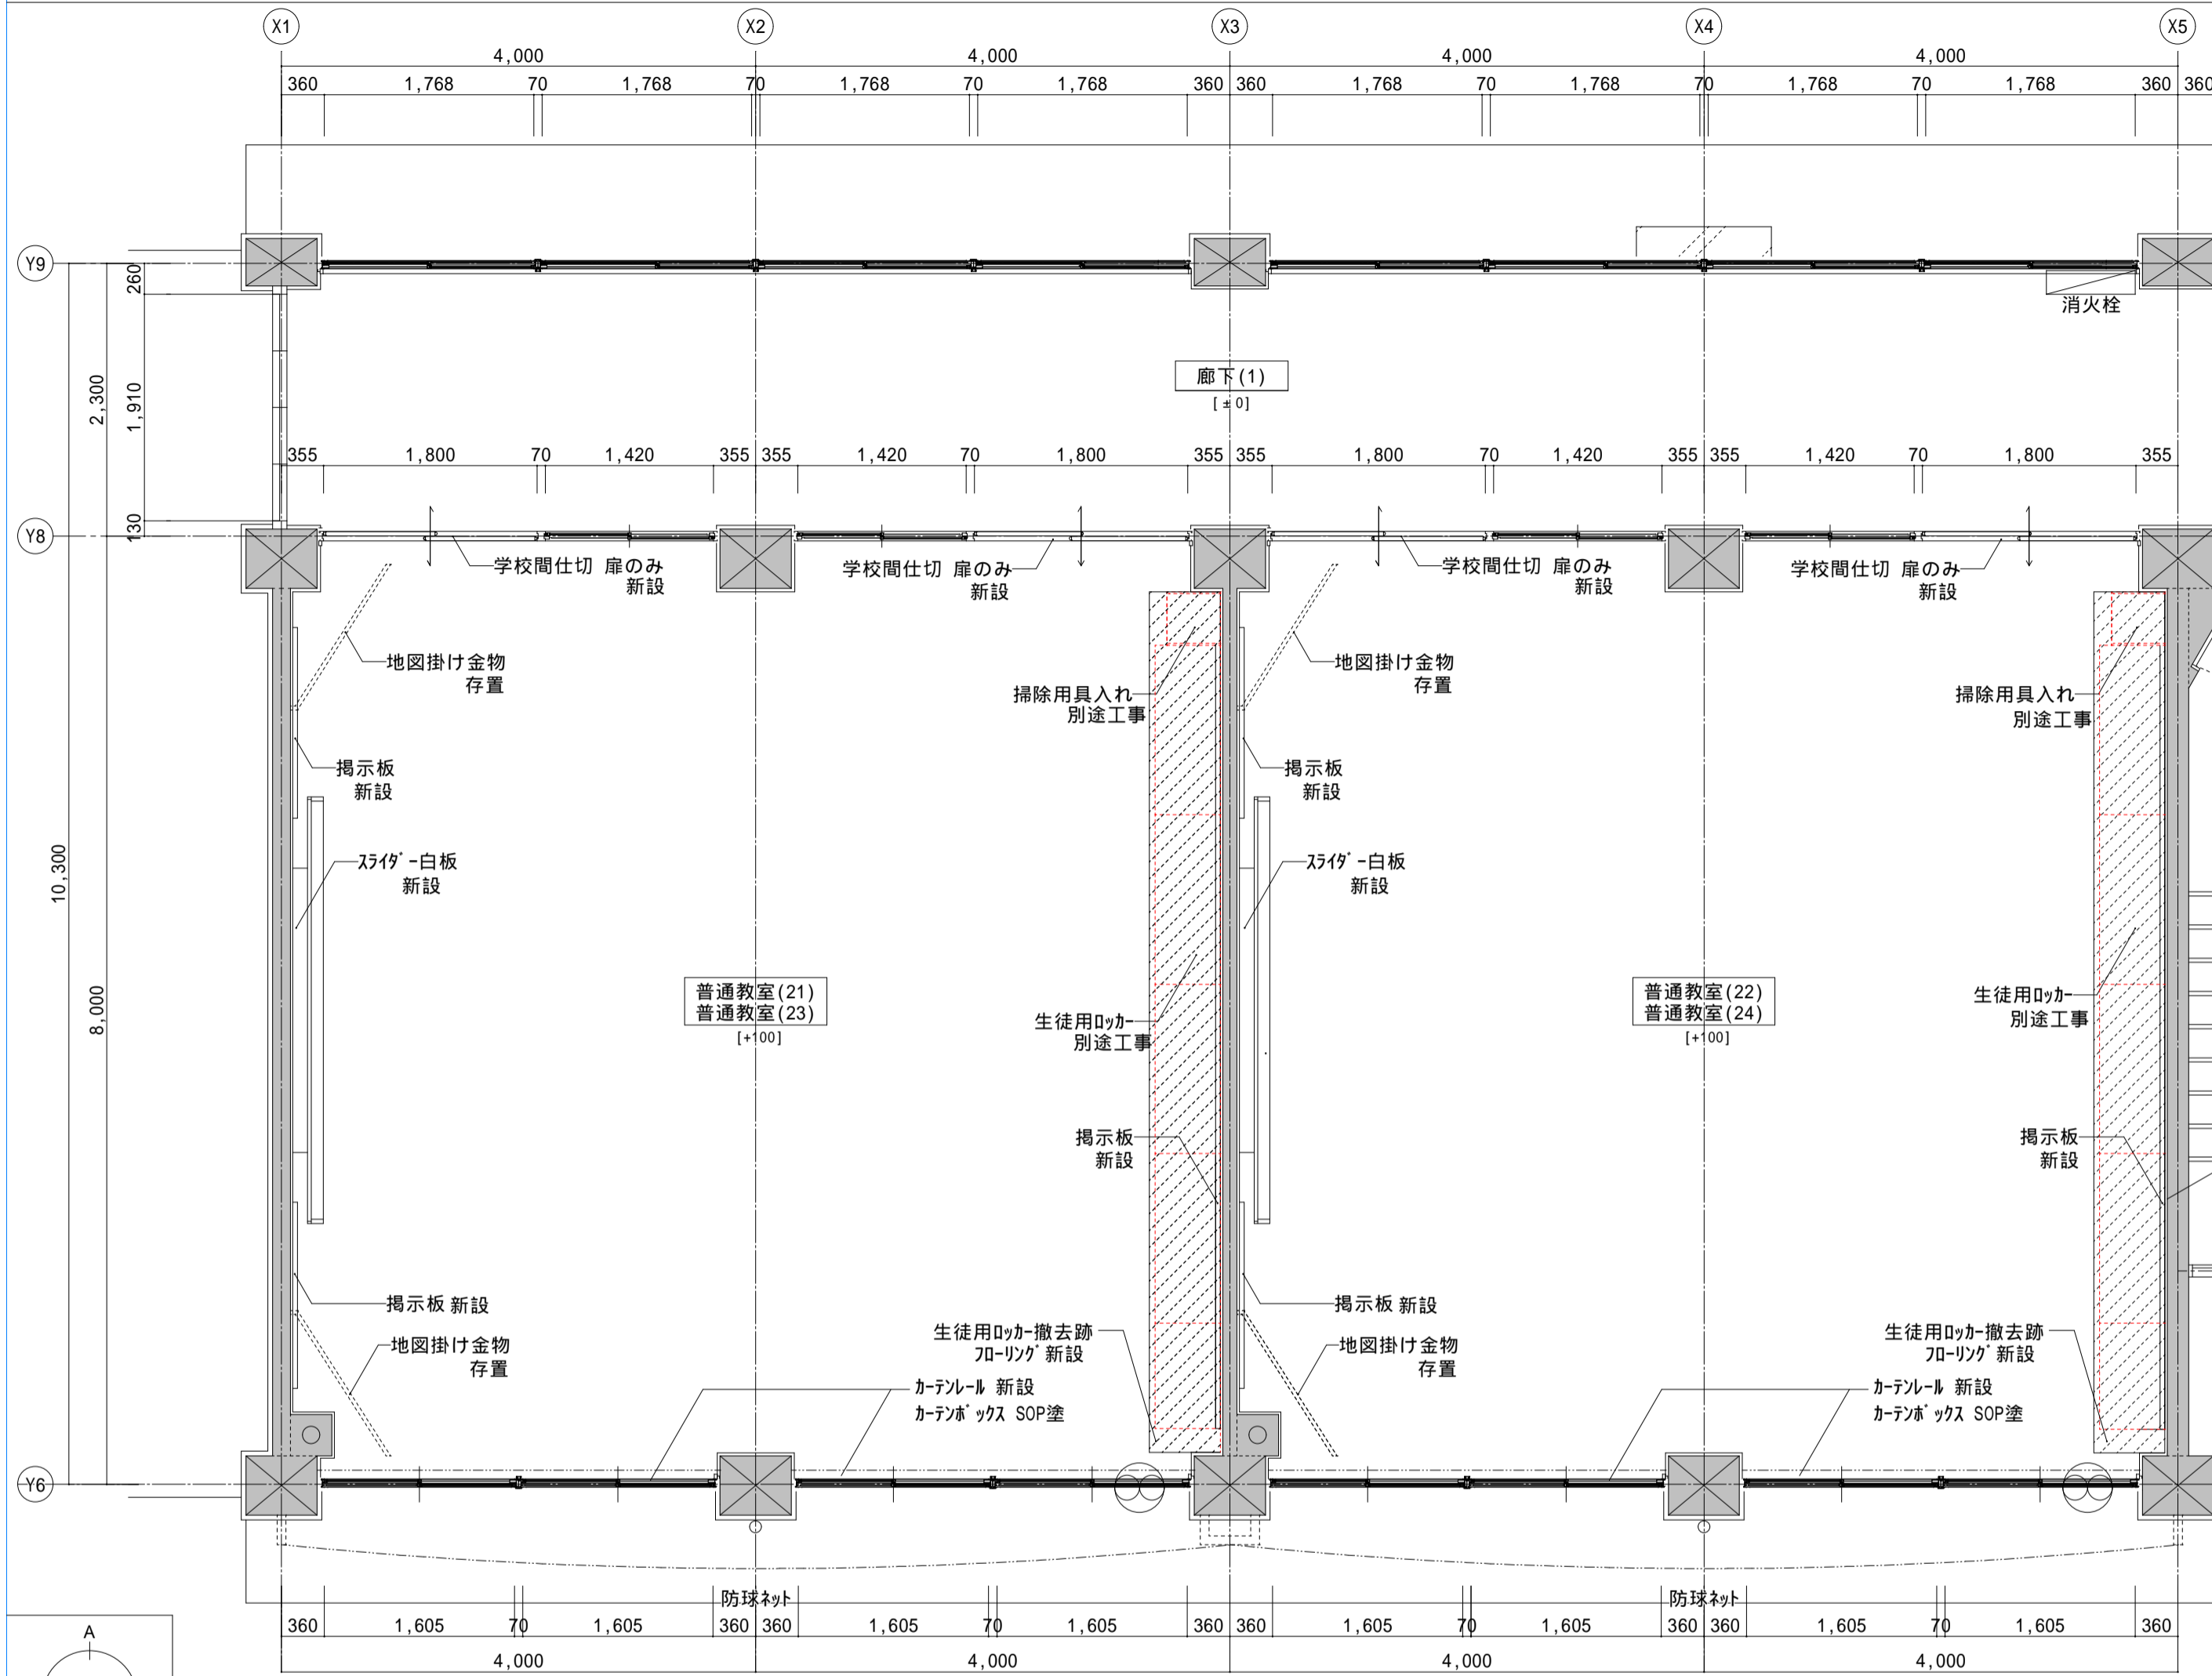 X1 X2 X3 X4 X5
4,000 4,000 4,000 4,000
360 1,768 70 1,768 70 1,768 70 1,768 360 360 1,768 70 1,768 70 1,768 70 1,768 360 360
Y9
260
消火栓
廊下(1)
[±0]
2,300
1,910
355 1,800 70 1,420 355 355 1,420 70 1,800 355 355 1,800 70 1,420 355 355 1,420 70 1,800 355
130
Y8
学校間仕切 扉のみ
新設
学校間仕切 扉のみ
新設
学校間仕切 扉のみ
新設
学校間仕切 扉のみ
新設
地図掛け金物
存置
掃除用具入れ
別途工事
地図掛け金物
存置
掃除用具入れ
別途工事
掲示板
新設
掲示板
新設
スライダー白板
新設
スライダー白板
新設
10,300
8,000
普通教室(21)
普通教室(23)
[+100]
生徒用ロッカー
別途工事
普通教室(22)
普通教室(24)
[+100]
生徒用ロッカー
別途工事
掲示板
新設
掲示板
新設
掲示板 新設
掲示板 新設
地図掛け金物
存置
生徒用ロッカー撤去跡
フローリング新設
地図掛け金物
存置
生徒用ロッカー撤去跡
フローリング新設
カーテンレール 新設
カーテンボックス SOP塗
カーテンレール 新設
カーテンボックス SOP塗
Y6
防球ネット 防球ネット
360 1,605 70 1,605 360 360 1,605 70 1,605 360 360 1,605 70 1,605 360 360 1,605 70 1,605 360
4,000 4,000 4,000 4,000
A